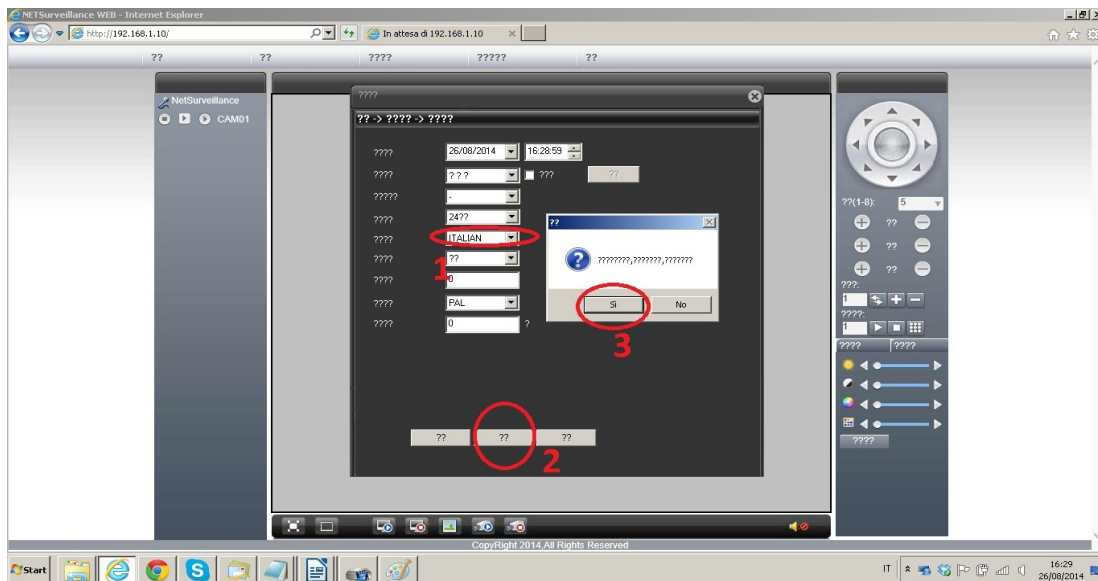 NETSurveillance WEB - Internet Explorer
http://192.168.1.10/
In attesa di 192.168.1.10
?? ?? ???? ????? ??
NetSurveillance
CAM01
????
?? -> ???? -> ????
???? 26/08/2014 16:28:59
???? ? ? ? ??? ??
????? -
???? 24??
???? ITALIAN
1
???? ??
???? 0
???? PAL
???? 0 ?
??
????????,???????,???????
Sì No
3
?? ?? ??
2
??(1-8): 5
??
??
??
???:
1
????:
1
???? ????
????
CopyRight 2014,All Rights Reserved
Start
IT
16:29
26/08/2014